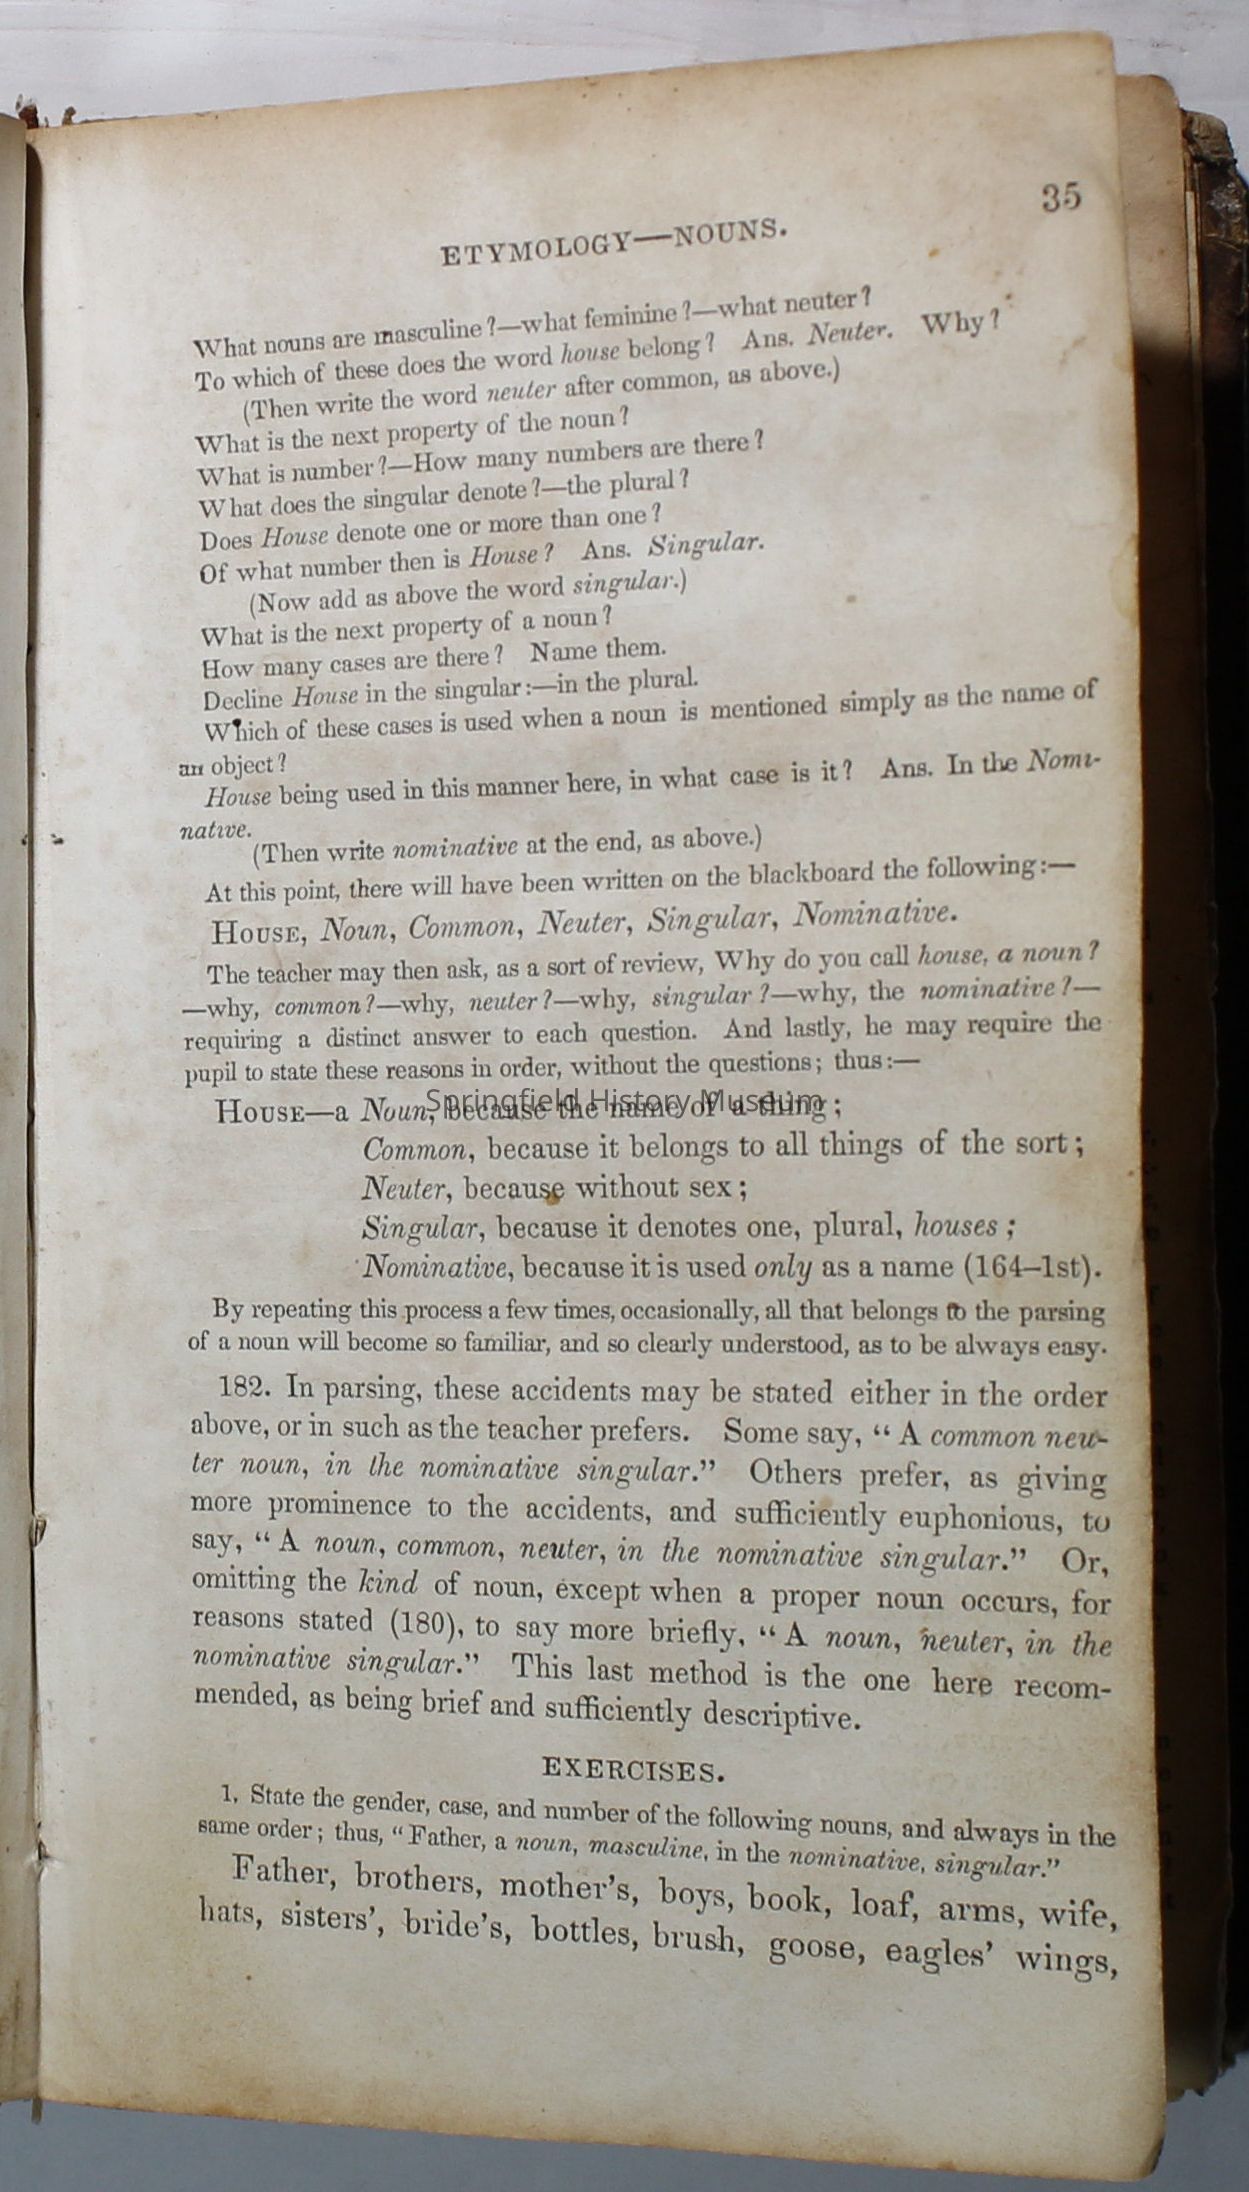 35
ETYMOLOGY—NOUNS.
What nouns are masculine?—what feminine?—what neuter?
To which of these does the word house belong? Ans. Neuter. Why?
(Then write the word neuter after common, as above.)
What is the next property of the noun?
What is number?—How many numbers are there?
What does the singular denote?—the plural?
Does House denote one or more than one?
Of what number then is House? Ans. Singular.
(Now add as above the word singular.)
What is the next property of a noun?
How many cases are there? Name them.
Decline House in the singular:—in the plural.
Which of these cases is used when a noun is mentioned simply as the name of
an object?
House being used in this manner here, in what case is it? Ans. In the Nomi-
native.
(Then write nominative at the end, as above.)
At this point, there will have been written on the blackboard the following:—
HOUSE, Noun, Common, Neuter, Singular, Nominative.
The teacher may then ask, as a sort of review, Why do you call house, a noun?
—why, common?—why, neuter?—why, singular?—why, the nominative?—
requiring a distinct answer to each question. And lastly, he may require the
pupil to state these reasons in order, without the questions; thus:—
HOUSE—a Noun, because the name of a thing;
Springfield History Museum
Common, because it belongs to all things of the sort;
Neuter, because without sex;
Singular, because it denotes one, plural, houses;
Nominative, because it is used only as a name (164–1st).
By repeating this process a few times, occasionally, all that belongs to the parsing
of a noun will become so familiar, and so clearly understood, as to be always easy.
182. In parsing, these accidents may be stated either in the order
above, or in such as the teacher prefers. Some say, “A common neu-
ter noun, in the nominative singular.” Others prefer, as giving
more prominence to the accidents, and sufficiently euphonious, to
say, “A noun, common, neuter, in the nominative singular.” Or,
omitting the kind of noun, except when a proper noun occurs, for
reasons stated (180), to say more briefly, “A noun, neuter, in the
nominative singular.” This last method is the one here recom-
mended, as being brief and sufficiently descriptive.
EXERCISES.
1. State the gender, case, and number of the following nouns, and always in the
same order; thus, “Father, a noun, masculine, in the nominative, singular.”
Father, brothers, mother’s, boys, book, loaf, arms, wife,
hats, sisters’, bride’s, bottles, brush, goose, eagles’ wings,